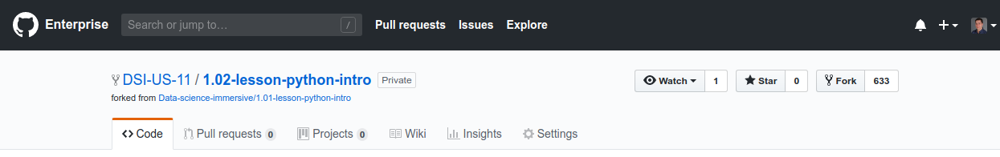 Enterprise Search or jump to… / Pull requests Issues Explore
DSI-US-11 / 1.02-lesson-python-intro Private Watch 1 Star 0 Fork 633
forked from Data-science-immersive/1.01-lesson-python-intro
Code Pull requests 0 Projects 0 Wiki Insights Settings